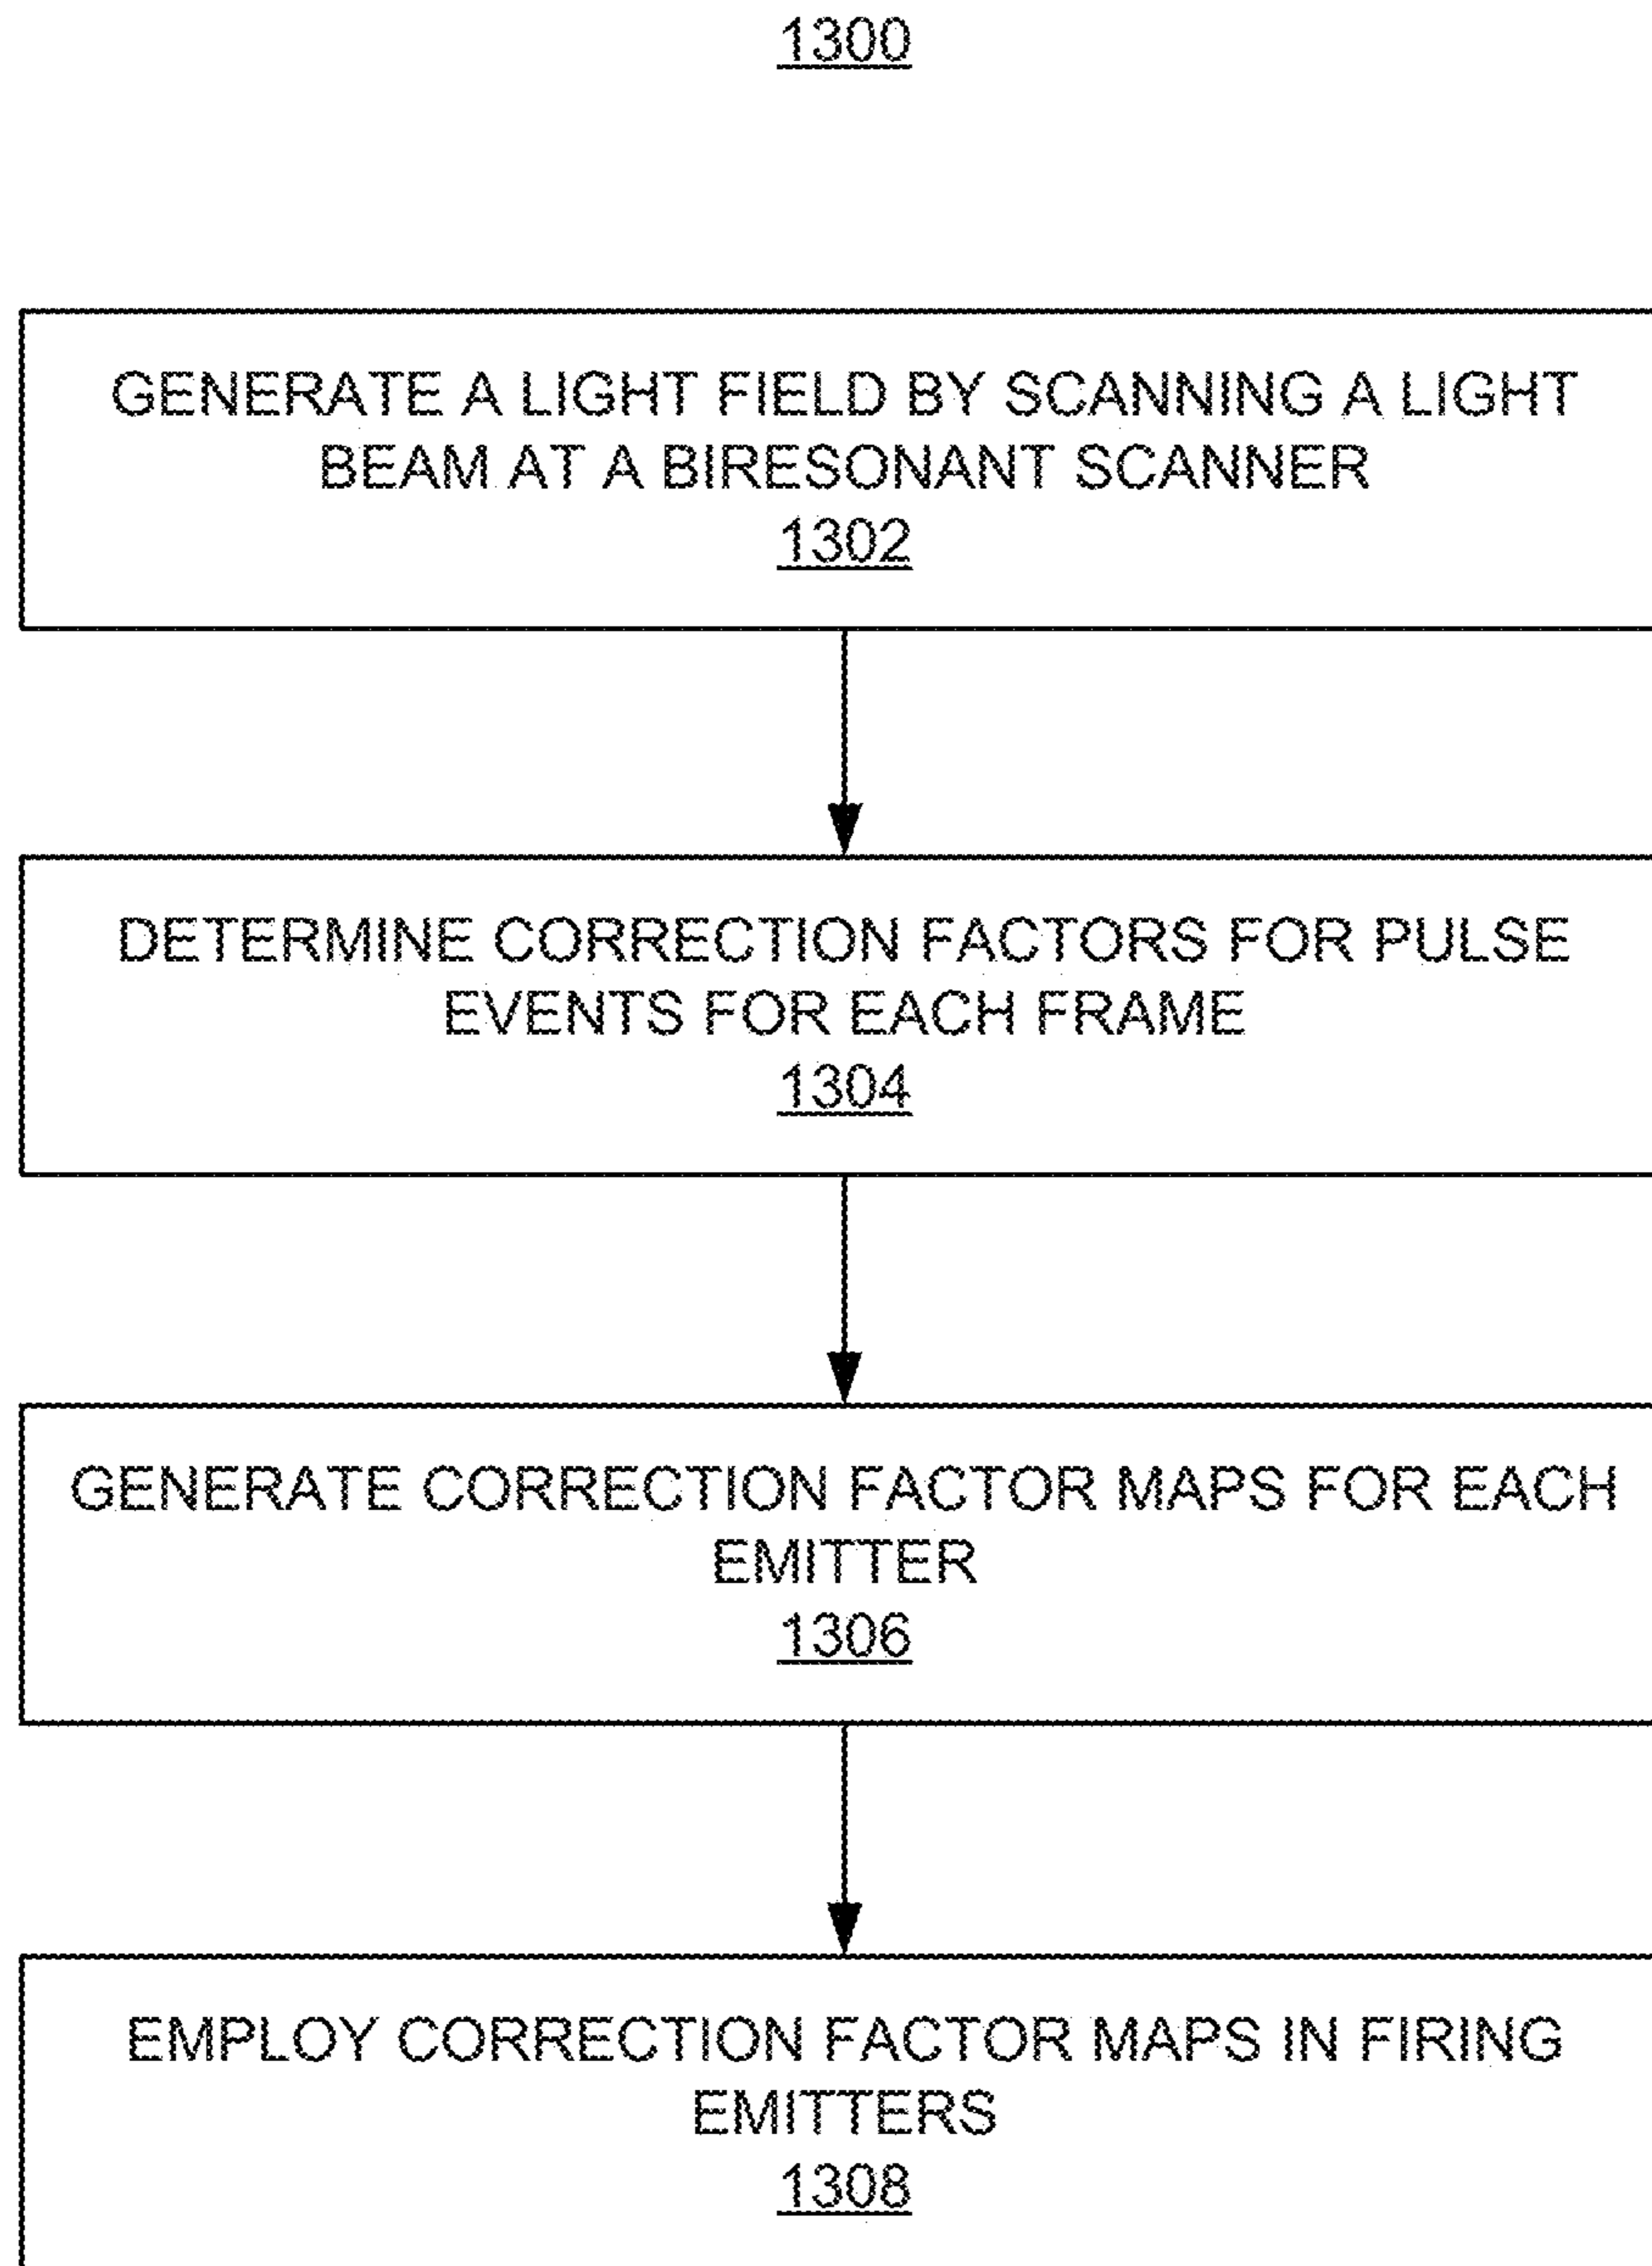 1300
GENERATE A LIGHT FIELD BY SCANNING A LIGHT
BEAM AT A BIRESONANT SCANNER
1302
DETERMINE CORRECTION FACTORS FOR PULSE
EVENTS FOR EACH FRAME
1304
GENERATE CORRECTION FACTOR MAPS FOR EACH
EMITTER
1306
EMPLOY CORRECTION FACTOR MAPS IN FIRING
EMITTERS
1308